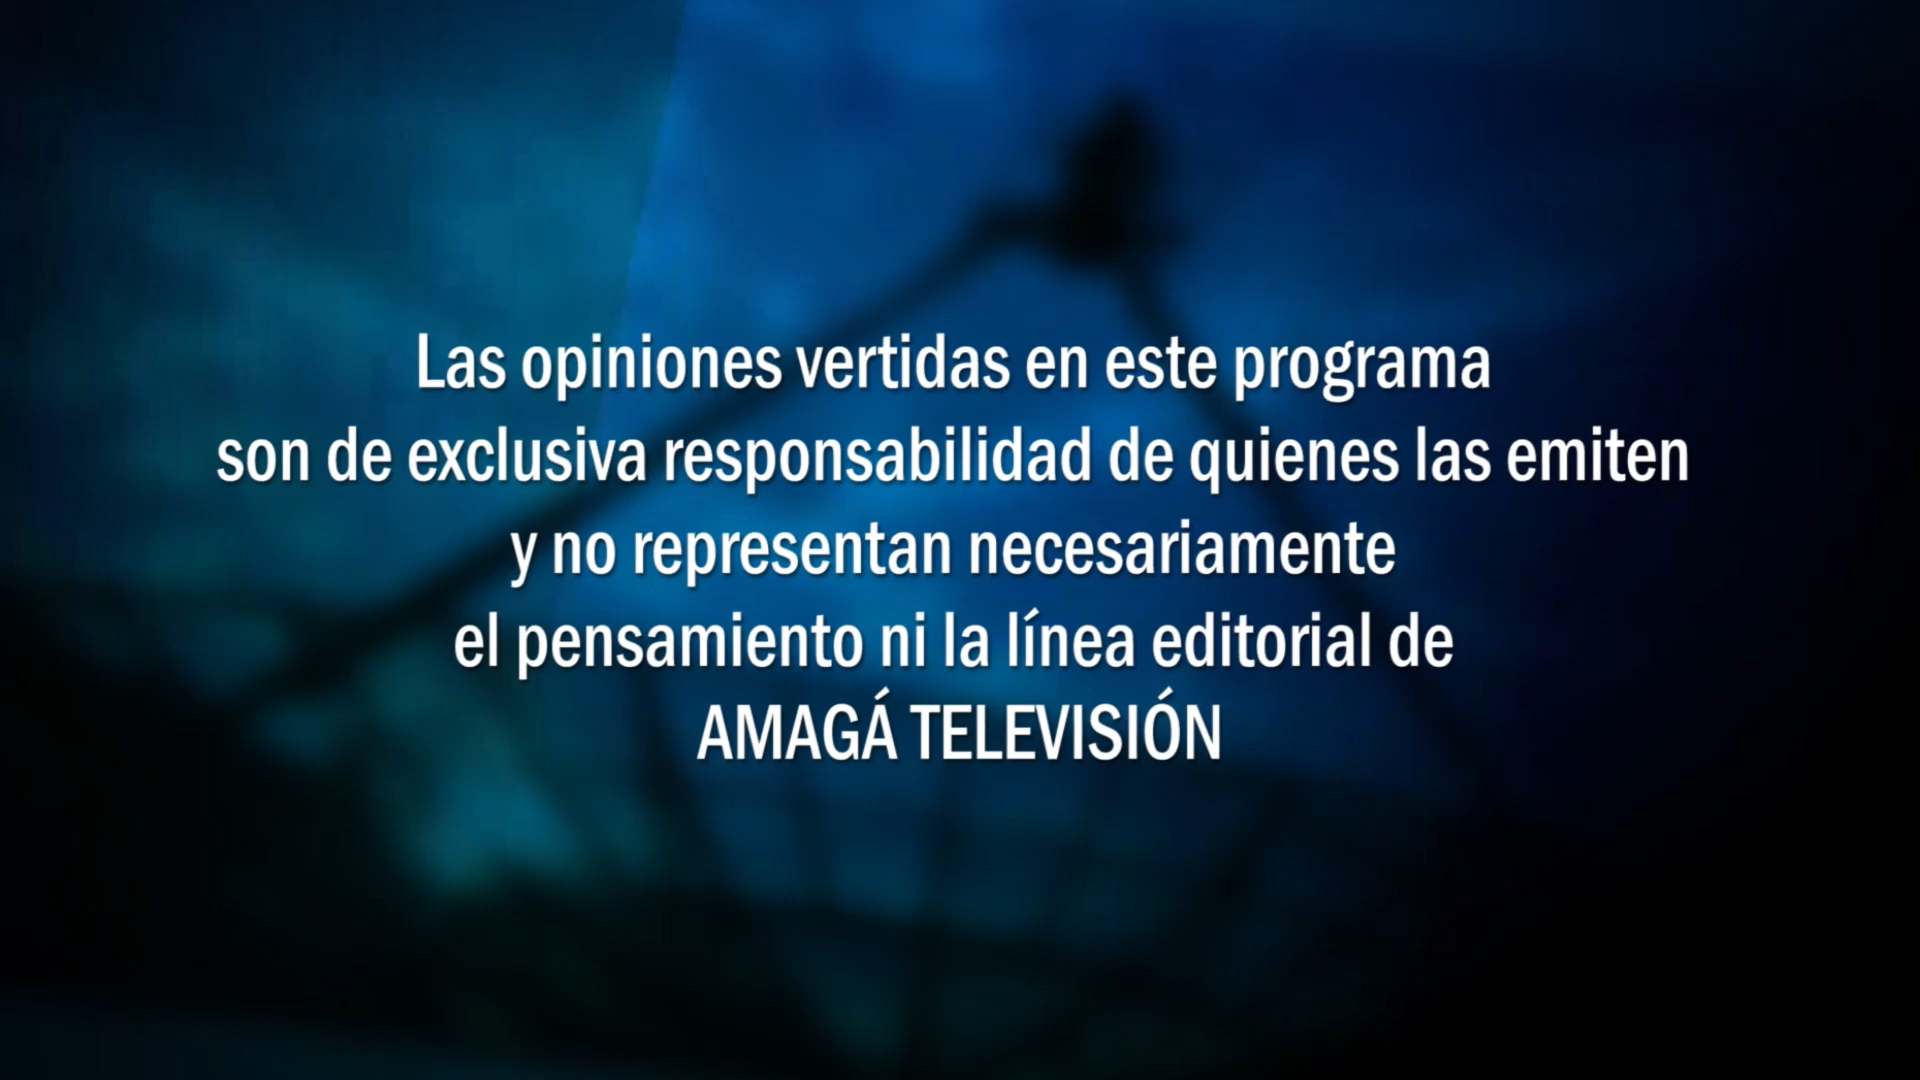 Las opiniones vertidas en este programa
son de exclusiva responsabilidad de quienes las emiten
y no representan necesariamente
el pensamiento ni la línea editorial de
AMAGÁ TELEVISIÓN